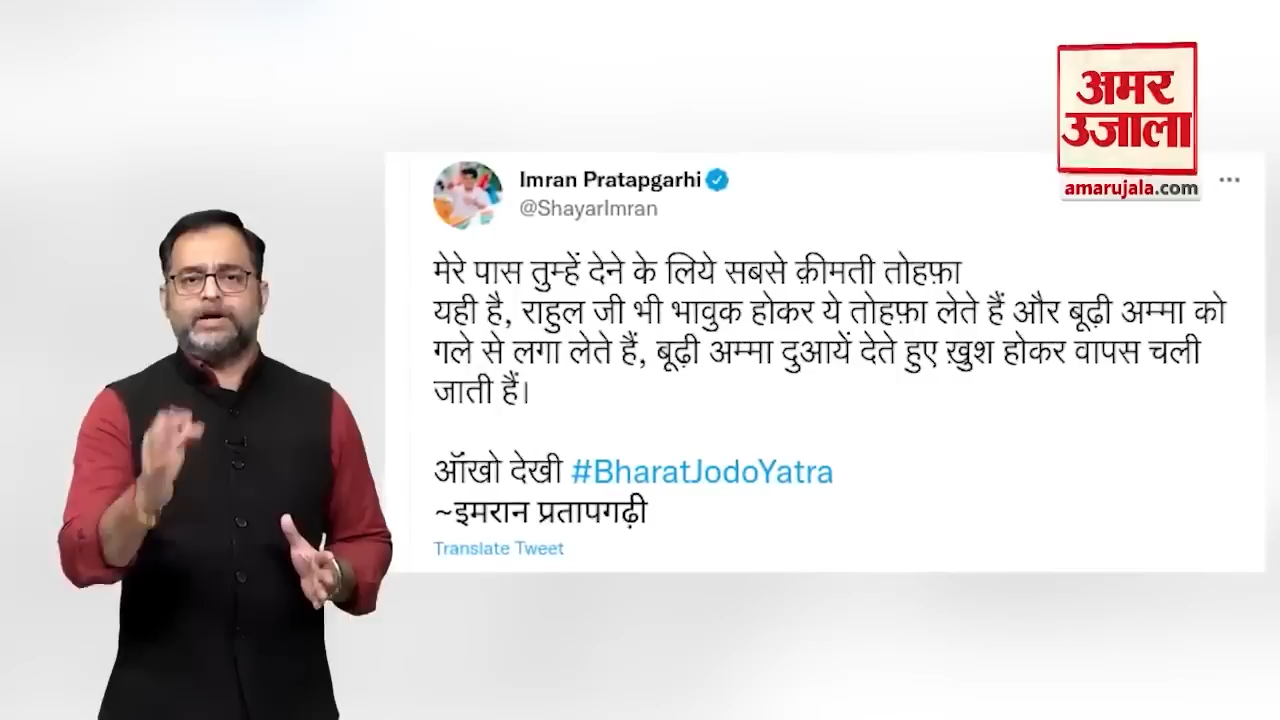 अमर
उजाला
amarujala.com
Imran Pratapgarhi
@ShayarImran
मेरे पास तुम्हें देने के लिये सबसे क़ीमती तोहफ़ा
यही है, राहुल जी भी भावुक होकर ये तोहफ़ा लेते हैं और बूढ़ी अम्मा को
गले से लगा लेते हैं, बूढ़ी अम्मा दुआयें देते हुए ख़ुश होकर वापस चली
जाती हैं।
ऑंखो देखी #BharatJodoYatra
~इमरान प्रतापगढ़ी
Translate Tweet